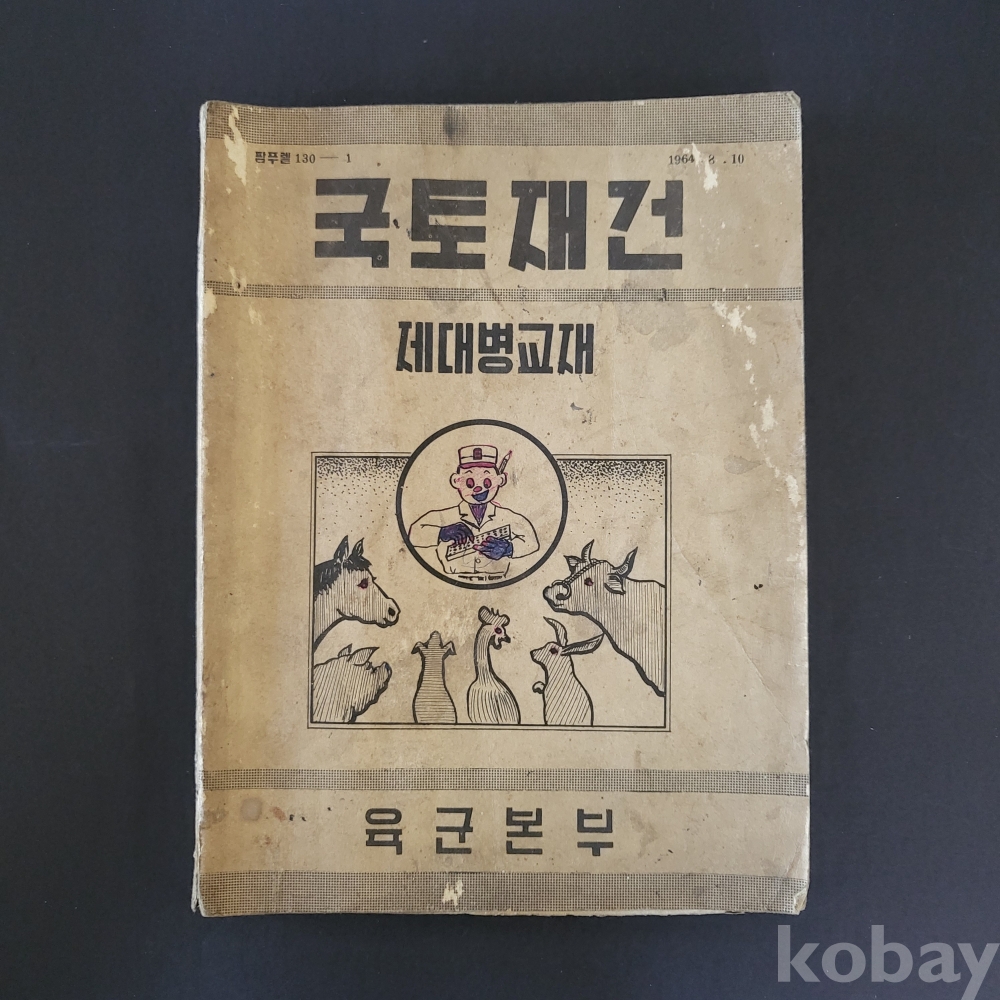 팜푸렡 130 — 1
1964 . 8 . 10
국토재건
제대병교재
육군본부
kobay